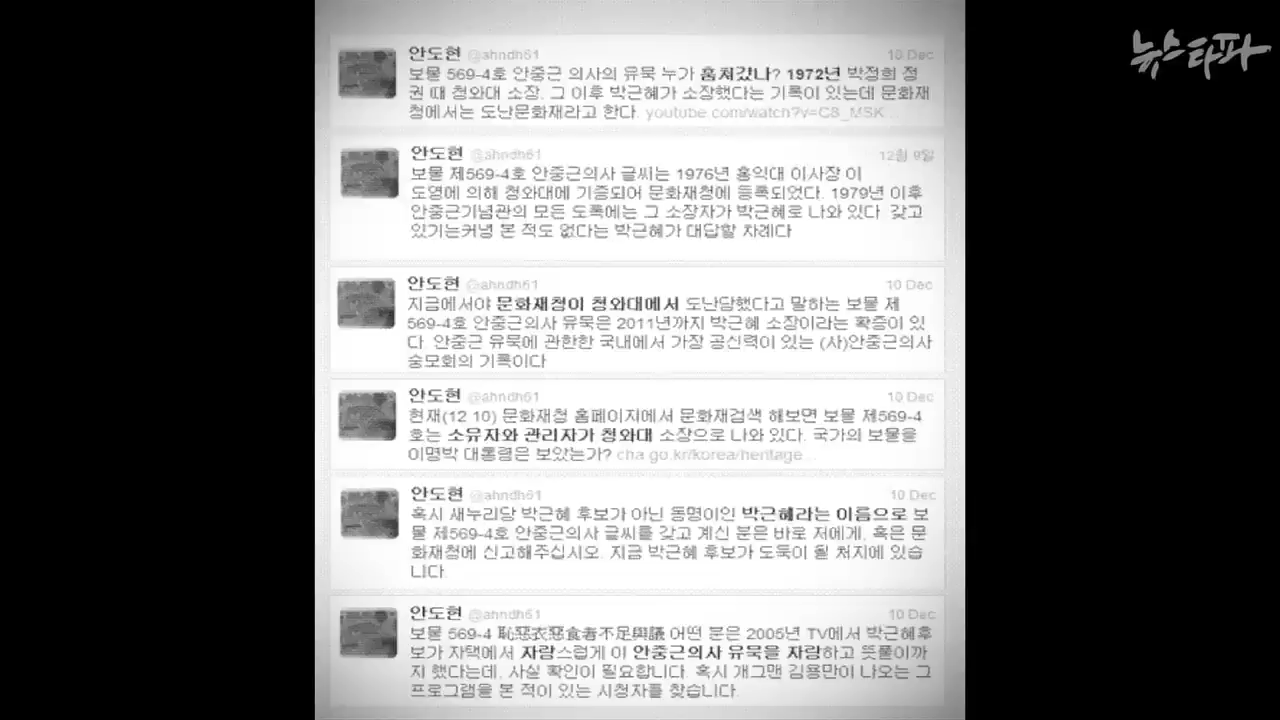 뉴스타파
안도현 @ahndh61 10 Dec
보물 569-4호 안중근 의사의 유묵 누가 훔쳐갔나? 1972년 박정희 정
권 때 청와대 소장. 그 이후 박근혜가 소장했다는 기록이 있는데 문화재
청에서는 도난문화재라고 한다. youtube.com/watch?v=C8_MSK...
안도현 @ahndh61 12월 9일
보물 제569-4호 안중근의사 글씨는 1976년 홍익대 이사장 이
도영에 의해 청와대에 기증되어 문화재청에 등록되었다. 1979년 이후
안중근기념관의 모든 도록에는 그 소장자가 박근혜로 나와 있다. 갖고
있기는커녕 본 적도 없다는 박근혜가 대답할 차례다
안도현 @ahndh61 10 Dec
지금에서야 문화재청이 청와대에서 도난당했다고 말하는 보물 제
569-4호 안중근의사 유묵은 2011년까지 박근혜 소장이라는 확증이 있
다. 안중근 유묵에 관한한 국내에서 가장 공신력이 있는 (사)안중근의사
숭모회의 기록이다
안도현 @ahndh61 10 Dec
현재(12.10) 문화재청 홈페이지에서 문화재검색 해보면 보물 제569-4
호는 소유자와 관리자가 청와대 소장으로 나와 있다. 국가의 보물을
이명박 대통령은 보았는가? cha.go.kr/korea/heritage...
안도현 @ahndh61 10 Dec
혹시 새누리당 박근혜 후보가 아닌 동명이인 박근혜라는 이름으로 보
물 제569-4호 안중근의사 글씨를 갖고 계신 분은 바로 저에게, 혹은 문
화재청에 신고해주십시오. 지금 박근혜 후보가 도둑이 될 처지에 있습
니다.
안도현 @ahndh61 10 Dec
보물 569-4 恥惡衣惡食者不足與議 어떤 분은 2005년 TV에서 박근혜후
보가 자택에서 자랑스럽게 이 안중근의사 유묵을 자랑하고 뜻풀이까
지 했다는데, 사실 확인이 필요합니다. 혹시 개그맨 김용만이 나오는 그
프로그램을 본 적이 있는 시청자를 찾습니다.